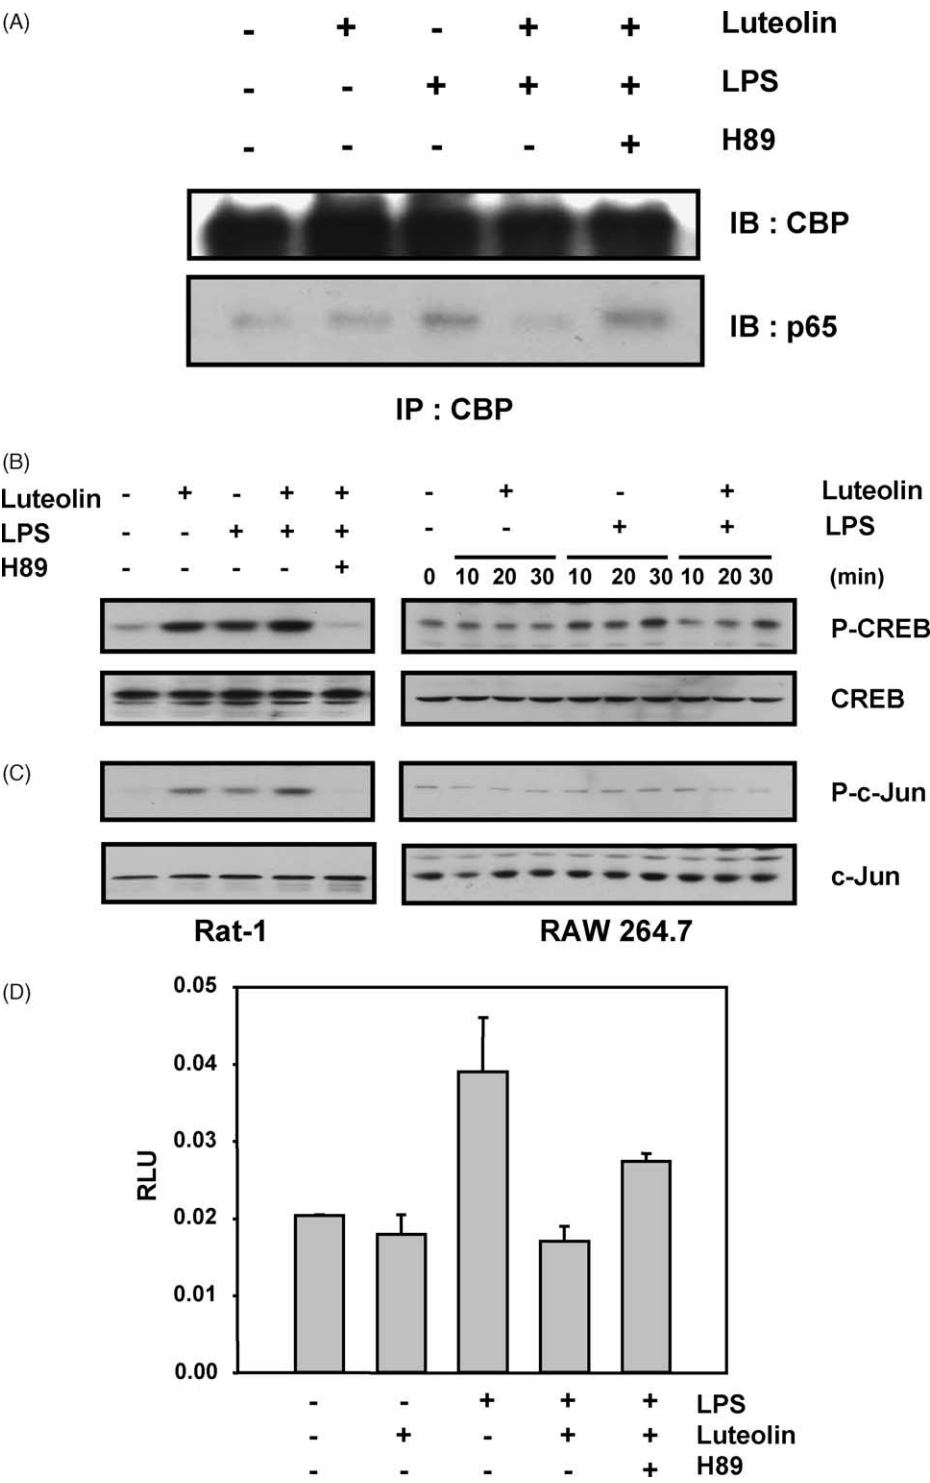 (A)
- + - + + Luteolin
- - + + + LPS
- - - - + H89
IB : CBP
IB : p65
IP : CBP
(B)
Luteolin - + - + +
LPS - - + + +
H89 - - - - +
- + - + Luteolin
- - + + LPS
0 10 20 30 10 20 30 10 20 30 (min)
P-CREB
CREB
(C)
P-c-Jun
c-Jun
Rat-1
RAW 264.7
(D)
RLU
0.05
0.04
0.03
0.02
0.01
0.00
- - + + + LPS
- + - + + Luteolin
- - - - + H89